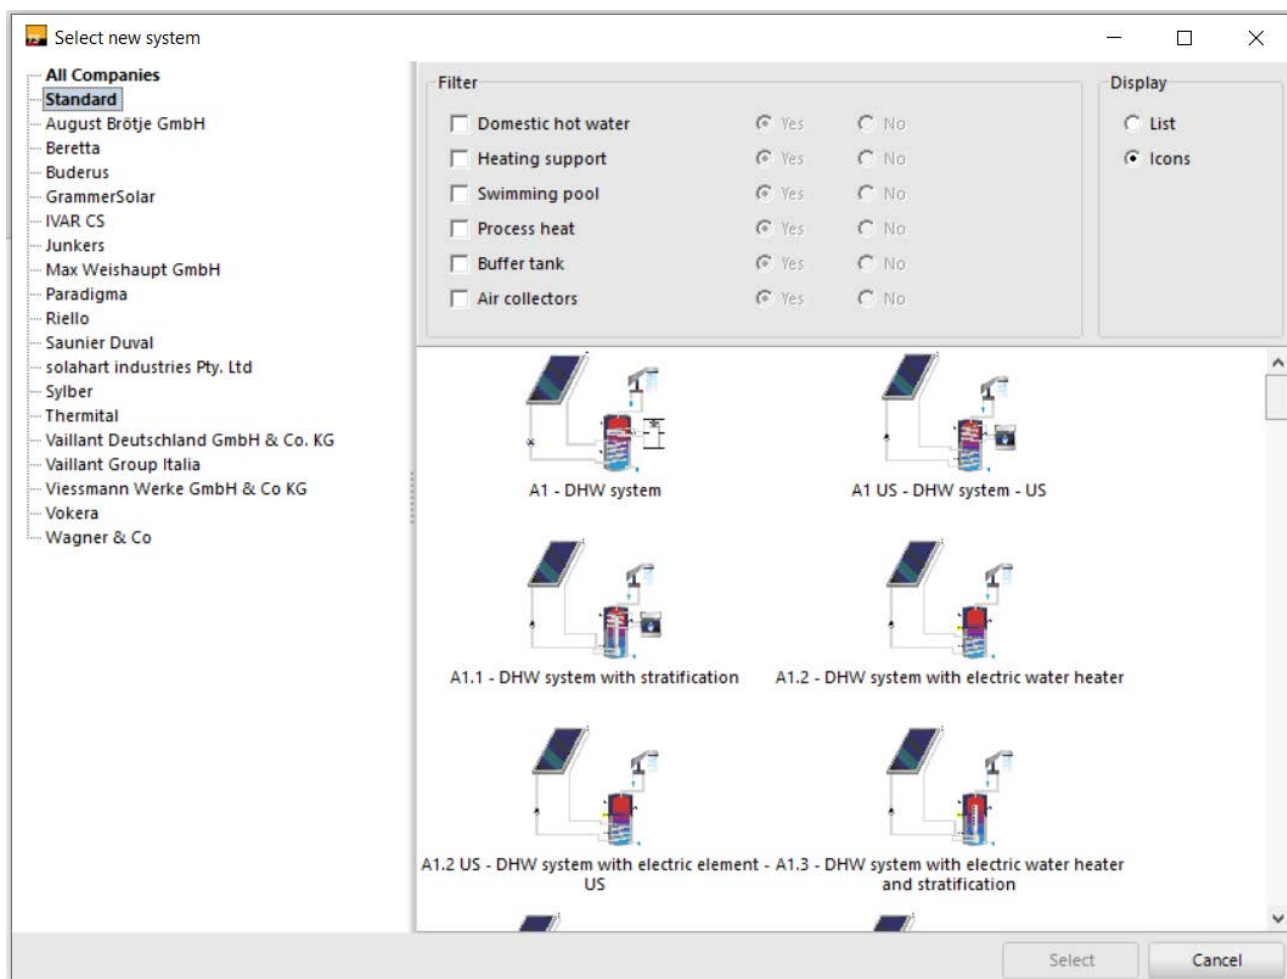 TS
Select new system
All Companies
Standard
August Brötje GmbH
Beretta
Buderus
GrammerSolar
IVAR CS
Junkers
Max Weishaupt GmbH
Paradigma
Riello
Saunier Duval
solahart industries Pty. Ltd
Sylber
Thermital
Vaillant Deutschland GmbH & Co. KG
Vaillant Group Italia
Viessmann Werke GmbH & Co KG
Vokera
Wagner & Co
Filter
Domestic hot water Yes No
Heating support Yes No
Swimming pool Yes No
Process heat Yes No
Buffer tank Yes No
Air collectors Yes No
Display
List
Icons
A1 - DHW system
A1 US - DHW system - US
A1.1 - DHW system with stratification
A1.2 - DHW system with electric water heater
A1.2 US - DHW system with electric element -
US
A1.3 - DHW system with electric water heater
and stratification
Select
Cancel